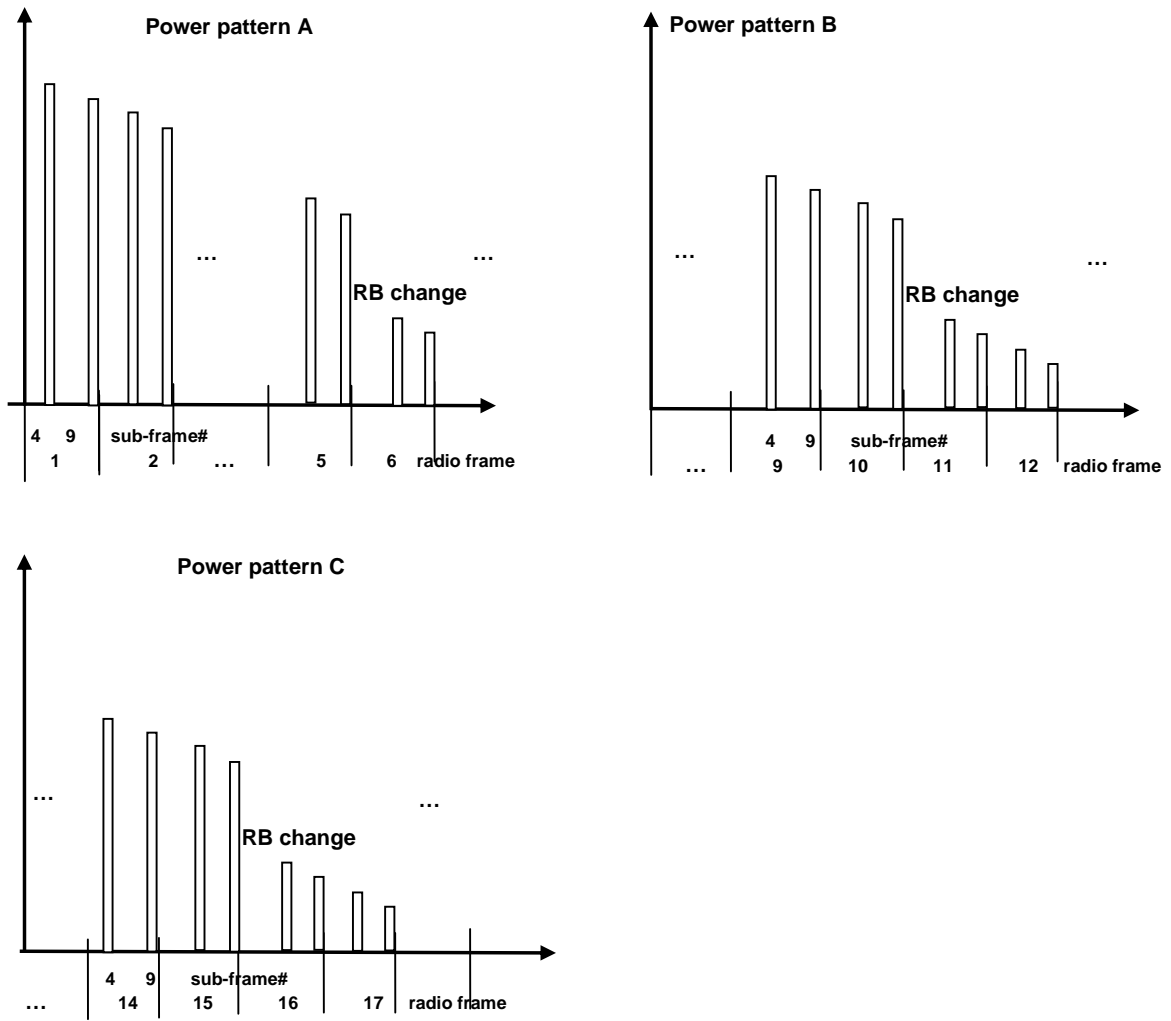 Power pattern A
...
...
RB change
4 9 sub-frame#
1 2 ... 5 6 radio frame
Power pattern B
...
...
RB change
4 9 sub-frame#
... 9 10 11 12 radio frame
Power pattern C
...
...
RB change
4 9 sub-frame#
... 14 15 16 17 radio frame